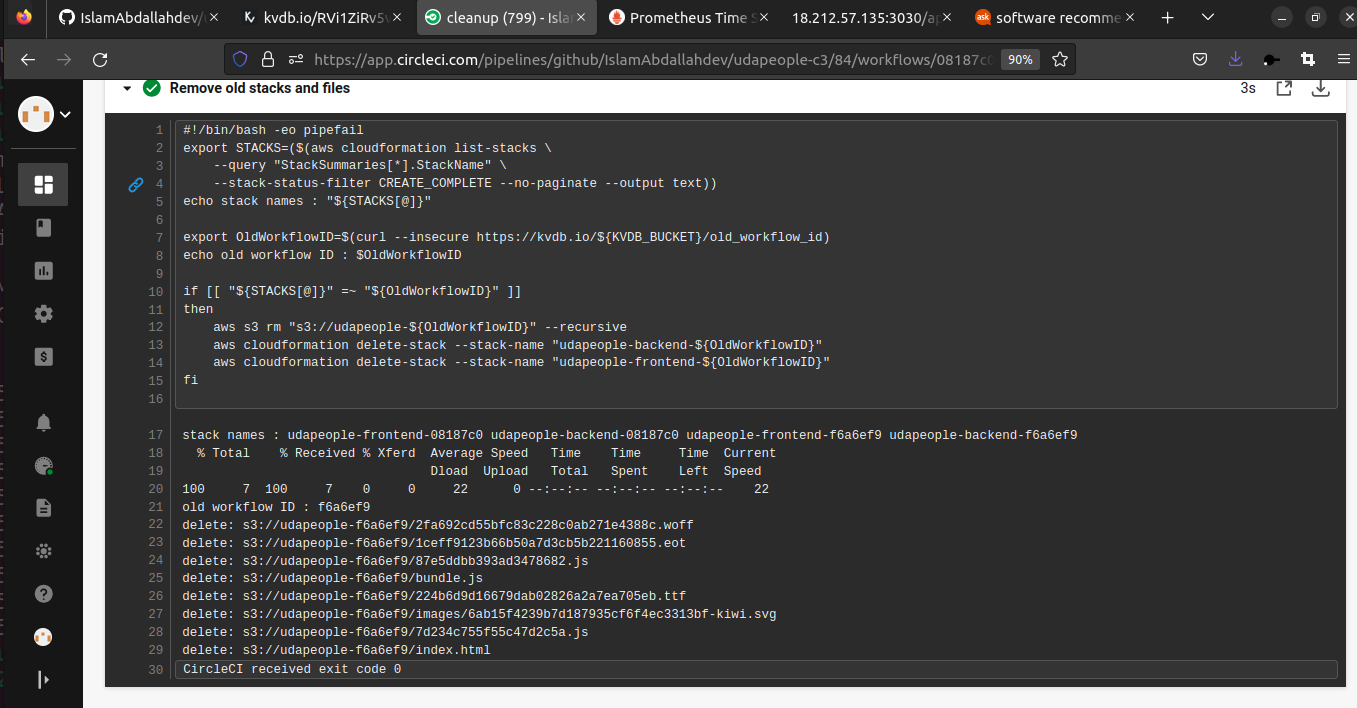 IslamAbdallahdev/
kvdb.io/RVi1ZiRv5
cleanup (799) - Isla
Prometheus Time S
18.212.57.135:3030/ap
ask
software recomme
https://app.circleci.com/pipelines/github/IslamAbdallahdev/udapeople-c3/84/workflows/08187c0
90%
Remove old stacks and files
3s
1 #!/bin/bash -eo pipefail
2 export STACKS=($(aws cloudformation list-stacks \
3 --query "StackSummaries[*].StackName" \
4 --stack-status-filter CREATE_COMPLETE --no-paginate --output text))
5 echo stack names : "${STACKS[@]}"
6
7 export OldWorkflowID=$(curl --insecure https://kvdb.io/${KVDB_BUCKET}/old_workflow_id)
8 echo old workflow ID : $OldWorkflowID
9
10 if [[ "${STACKS[@]}" =~ "${OldWorkflowID}" ]]
11 then
12 aws s3 rm "s3://udapeople-${OldWorkflowID}" --recursive
13 aws cloudformation delete-stack --stack-name "udapeople-backend-${OldWorkflowID}"
14 aws cloudformation delete-stack --stack-name "udapeople-frontend-${OldWorkflowID}"
15 fi
16
17 stack names : udapeople-frontend-08187c0 udapeople-backend-08187c0 udapeople-frontend-f6a6ef9 udapeople-backend-f6a6ef9
18 % Total % Received % Xferd Average Speed Time Time Time Current
19 Dload Upload Total Spent Left Speed
20 100 7 100 7 0 0 22 0 --:--:-- --:--:-- --:--:-- 22
21 old workflow ID : f6a6ef9
22 delete: s3://udapeople-f6a6ef9/2fa692cd55bfc83c228c0ab271e4388c.woff
23 delete: s3://udapeople-f6a6ef9/1ceff9123b66b50a7d3cb5b221160855.eot
24 delete: s3://udapeople-f6a6ef9/87e5ddbb393ad3478682.js
25 delete: s3://udapeople-f6a6ef9/bundle.js
26 delete: s3://udapeople-f6a6ef9/224b6d9d16679dab02826a2a7ea705eb.ttf
27 delete: s3://udapeople-f6a6ef9/images/6ab15f4239b7d187935cf6f4ec3313bf-kiwi.svg
28 delete: s3://udapeople-f6a6ef9/7d234c755f55c47d2c5a.js
29 delete: s3://udapeople-f6a6ef9/index.html
30 CircleCI received exit code 0